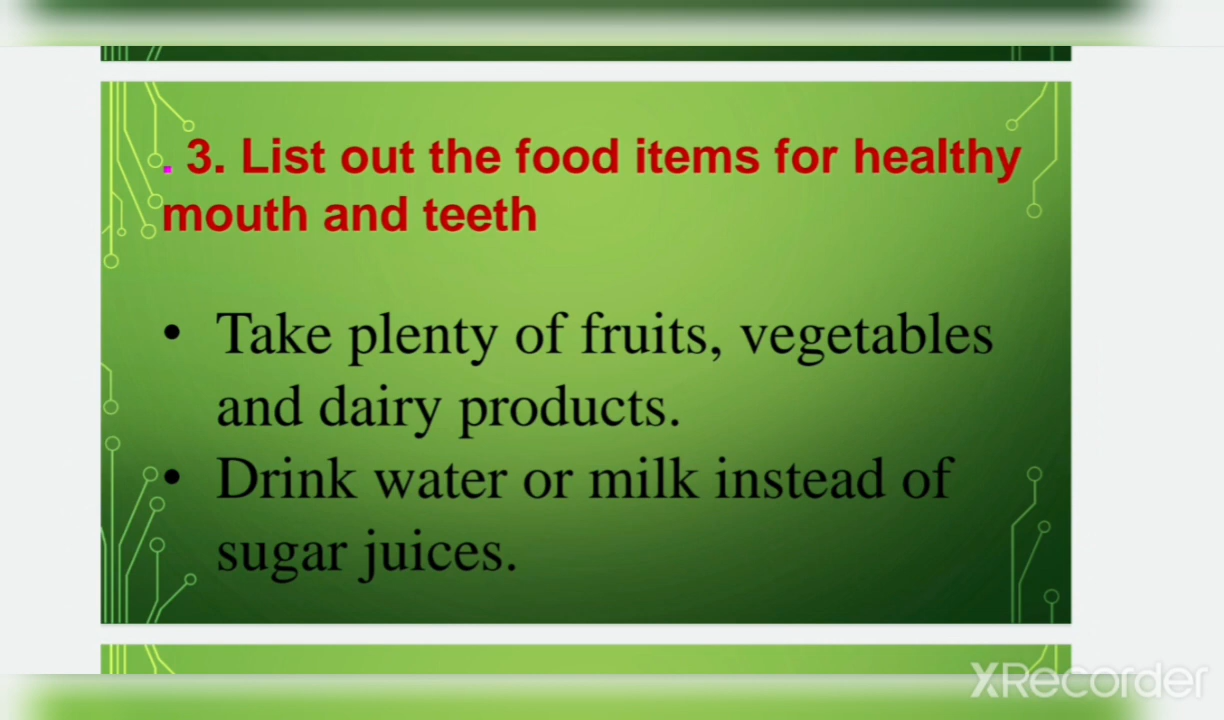 . 3. List out the food items for healthy
mouth and teeth
• Take plenty of fruits, vegetables
and dairy products.
• Drink water or milk instead of
sugar juices.
XRecorder